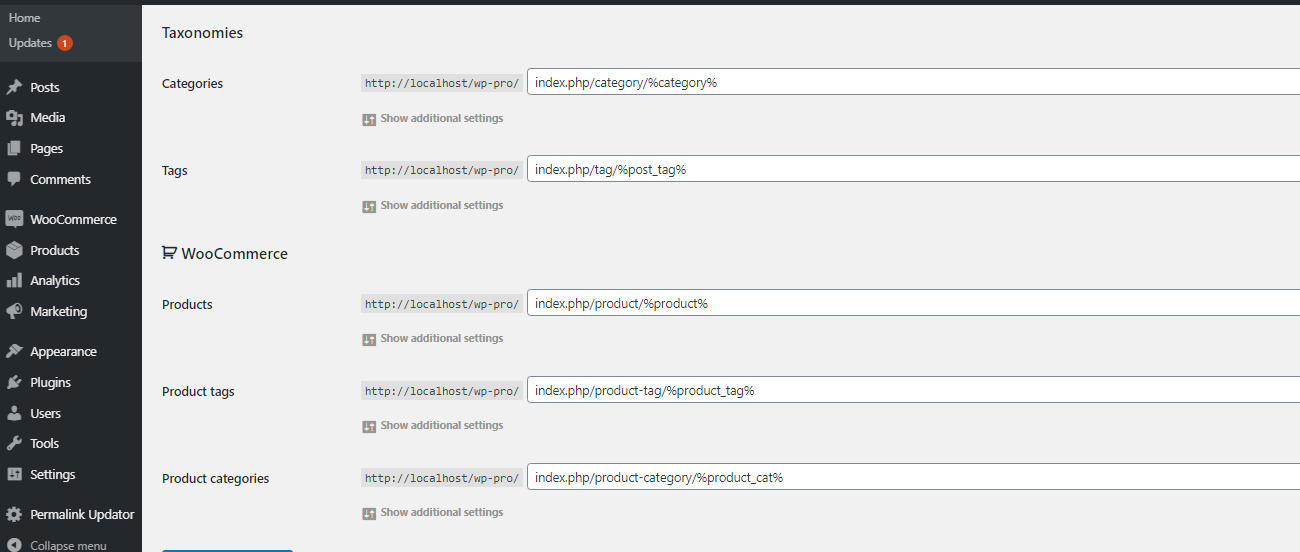 Home
Updates 1
Posts
Media
Pages
Comments
WooCommerce
Products
Analytics
Marketing
Appearance
Plugins
Users
Tools
Settings
Permalink Updator
Collapse menu
Taxonomies
Categories http://localhost/wp-pro/ index.php/category/%category%
Show additional settings
Tags http://localhost/wp-pro/ index.php/tag/%post_tag%
Show additional settings
WooCommerce
Products http://localhost/wp-pro/ index.php/product/%product%
Show additional settings
Product tags http://localhost/wp-pro/ index.php/product-tag/%product_tag%
Show additional settings
Product categories http://localhost/wp-pro/ index.php/product-category/%product_cat%
Show additional settings